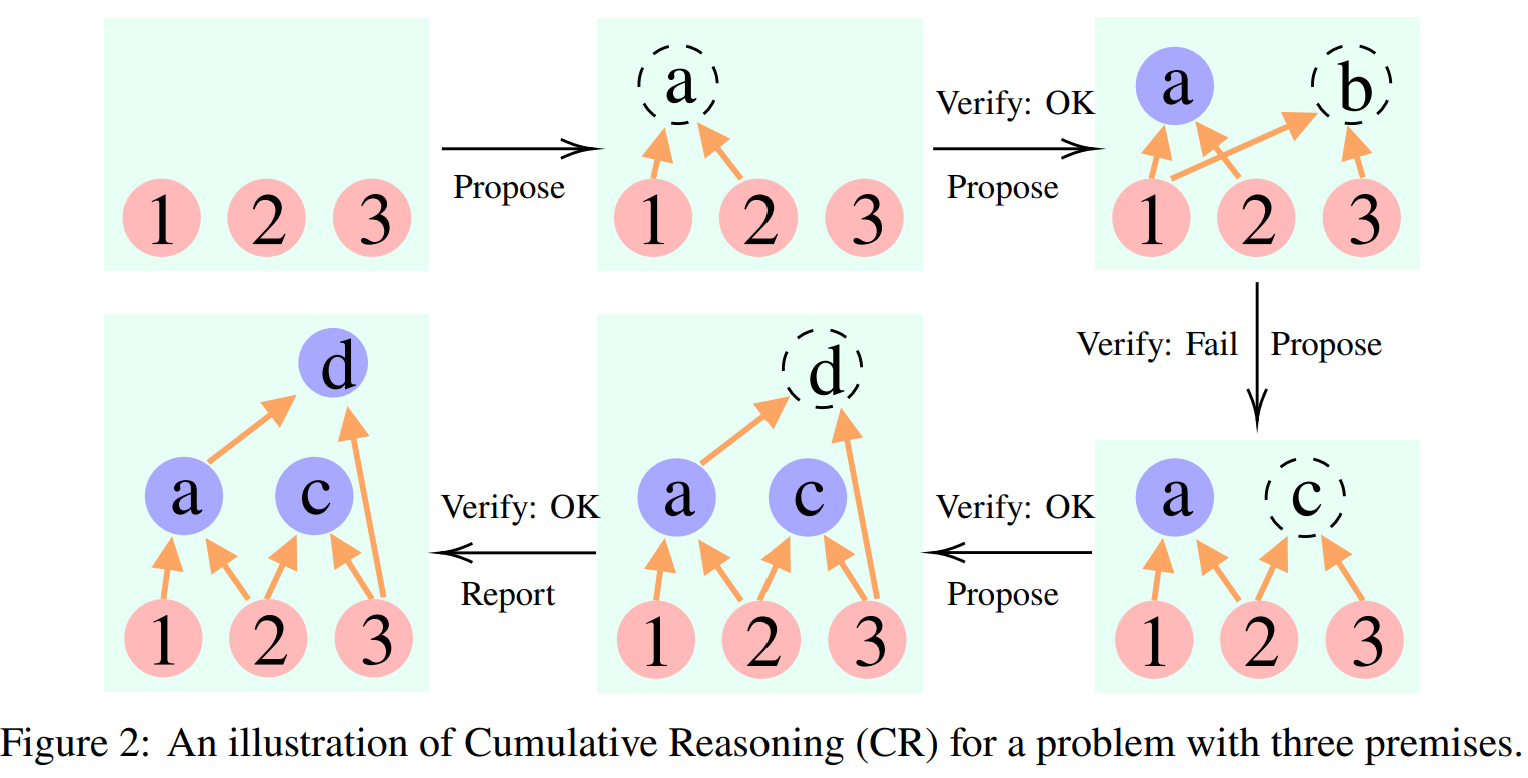 a
a
b
Verify: OK
Propose
Propose
1 2 3
1 2 3
1 2 3
Verify: Fail
Propose
d
d
a c
a c
a c
Verify: OK
Report
Verify: OK
Propose
1 2 3
1 2 3
1 2 3
Figure 2: An illustration of Cumulative Reasoning (CR) for a problem with three premises.